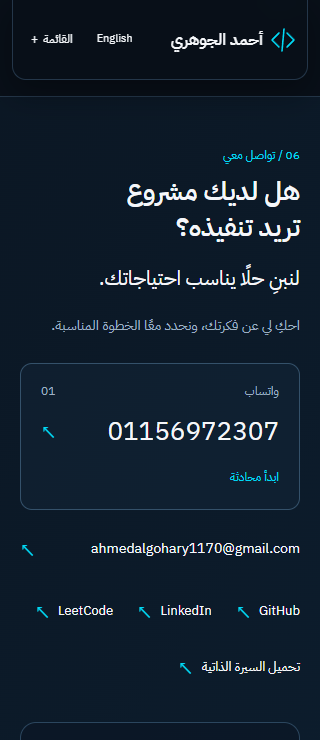 أحمد الجوهري
English
القائمة +
06 / تواصل معي
هل لديك مشروع
تريد تنفيذه؟
لنبنِ حلًا يناسب احتياجاتك.
احكِ لي عن فكرتك، ونحدد معًا الخطوة المناسبة.
واتساب
01
01156972307
ابدأ محادثة
ahmedalgohary1170@gmail.com
GitHub LinkedIn LeetCode
تحميل السيرة الذاتية